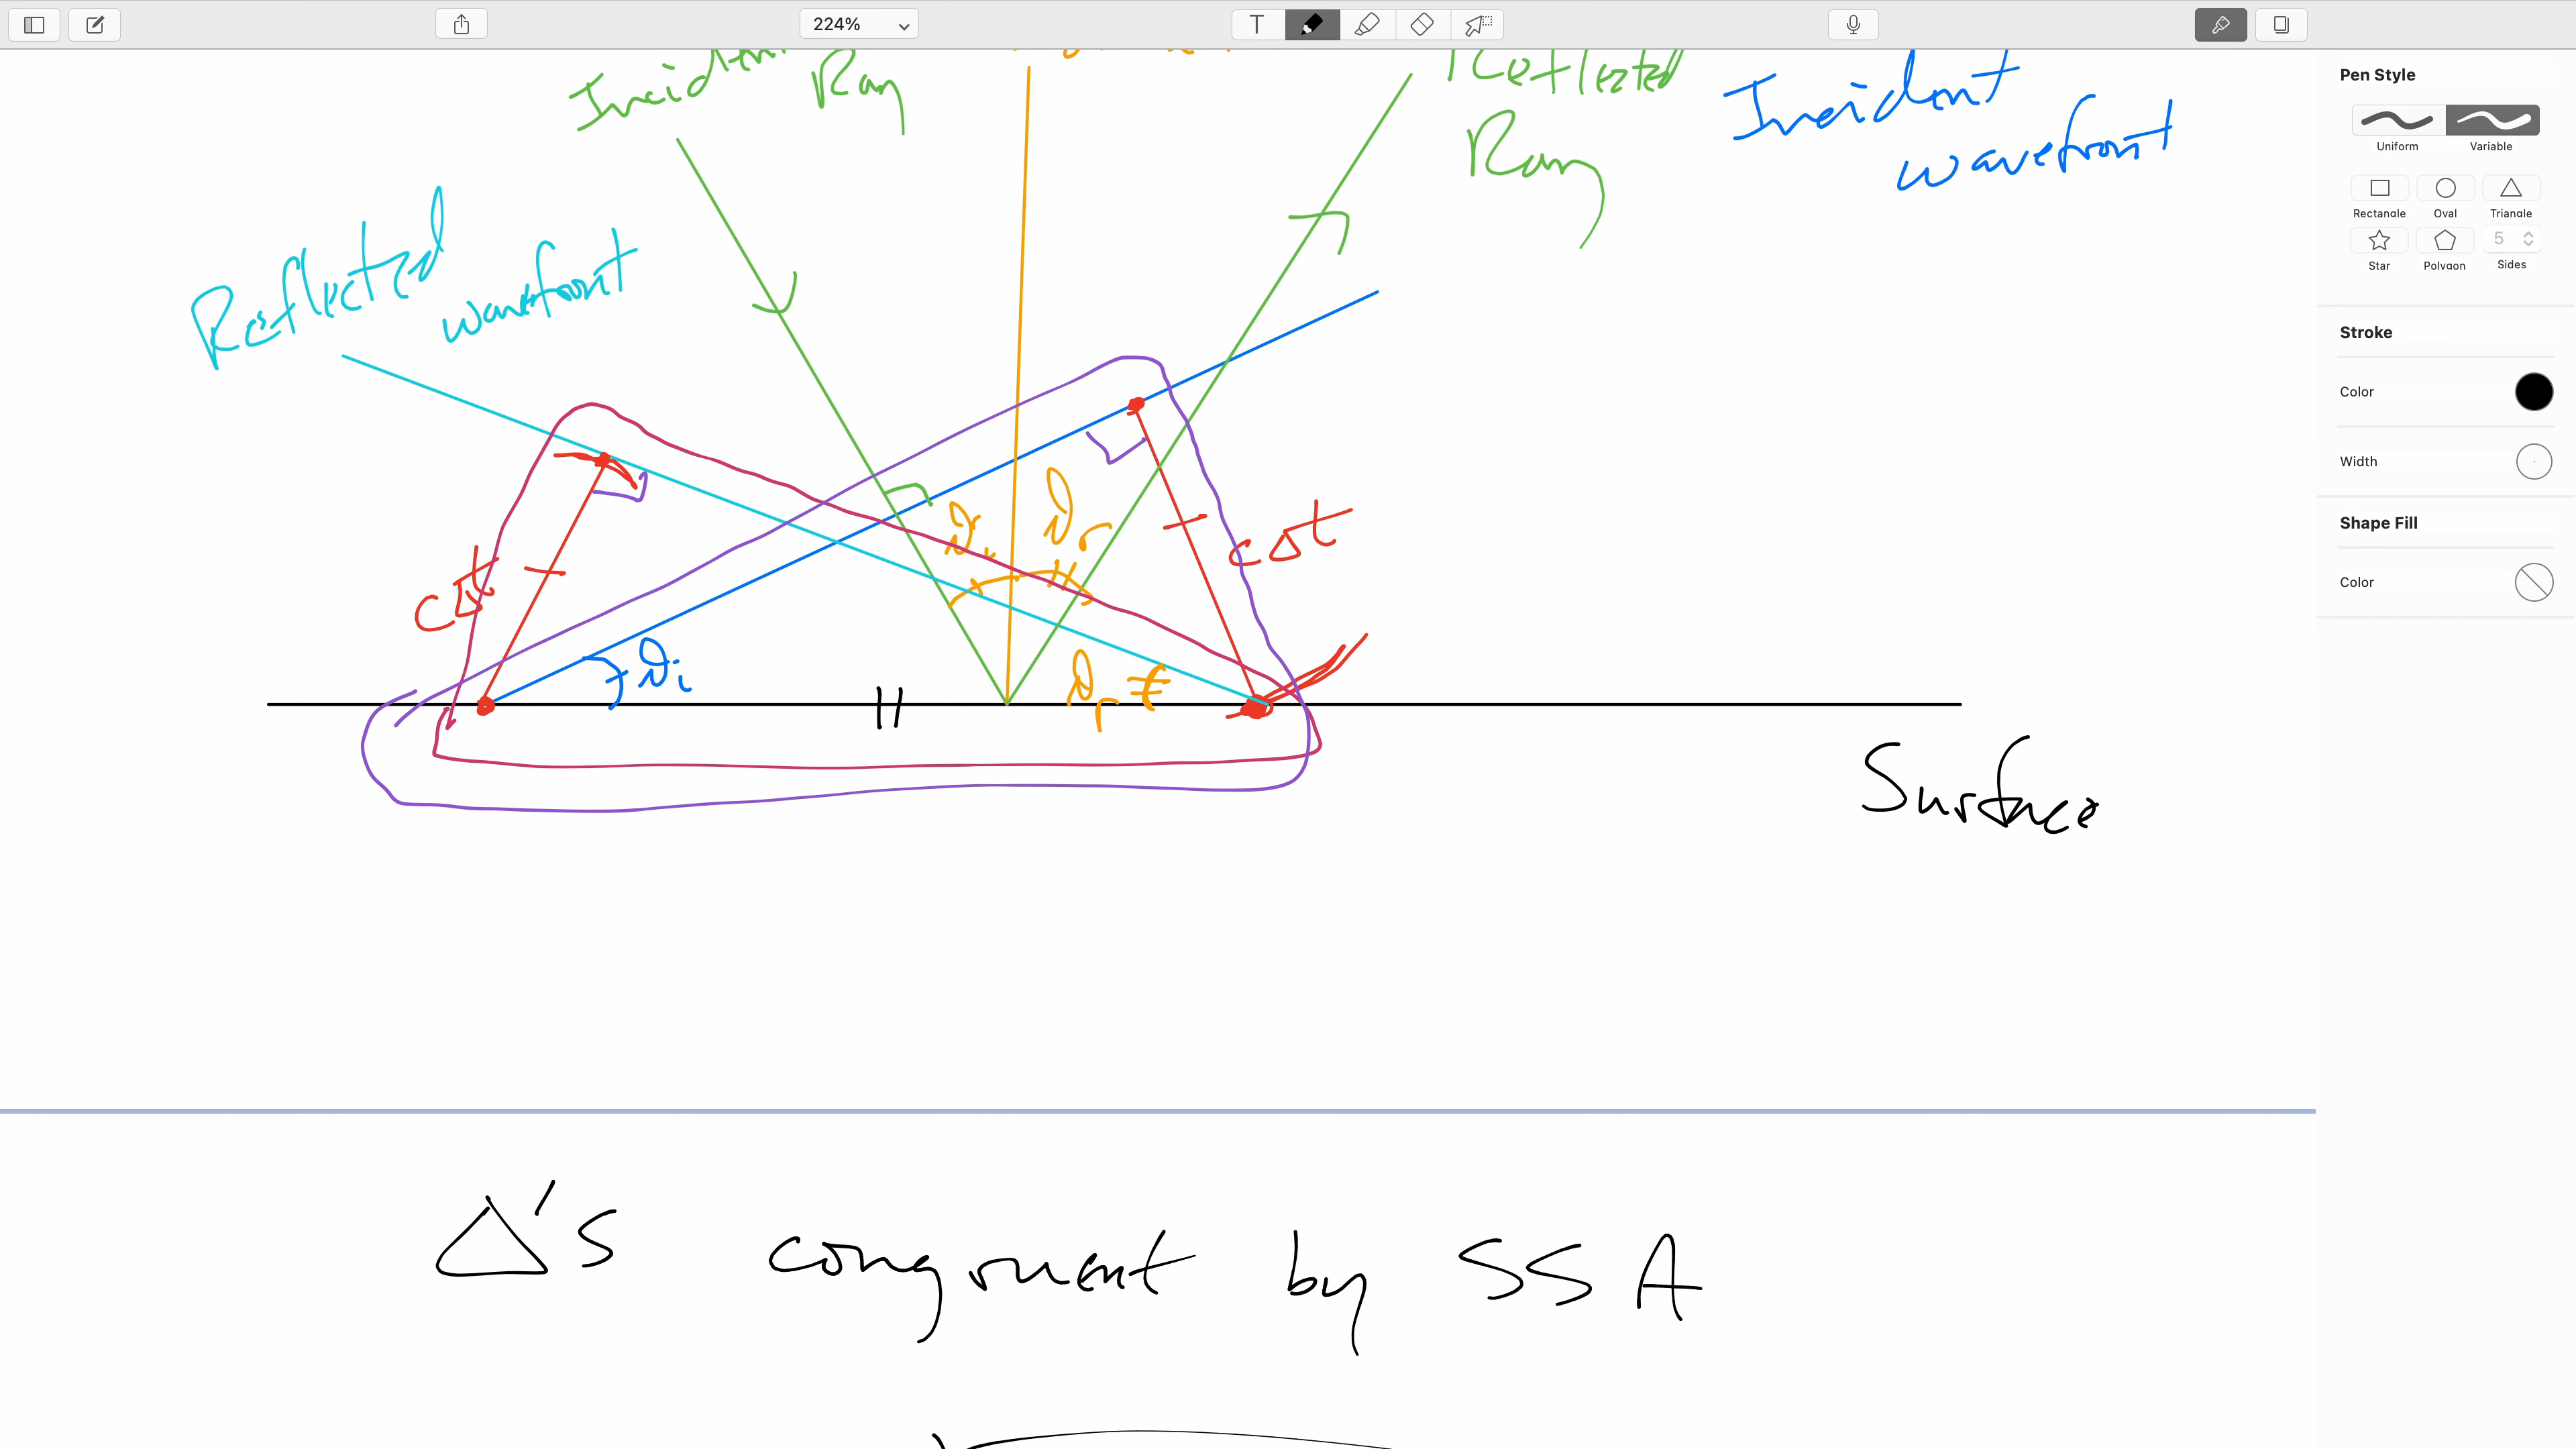 224%
T
Pen Style
Uniform
Variable
Rectangle
Oval
Triangle
Star
Polygon
5
Sides
Stroke
Color
Width
Shape Fill
Color
Incident
Ray
Reflected
Ray
Incident
wavefront
Reflected
wavefront
θi
θr
cΔt
cΔt
θi
θr
Surface
Δ's congruent by SSA